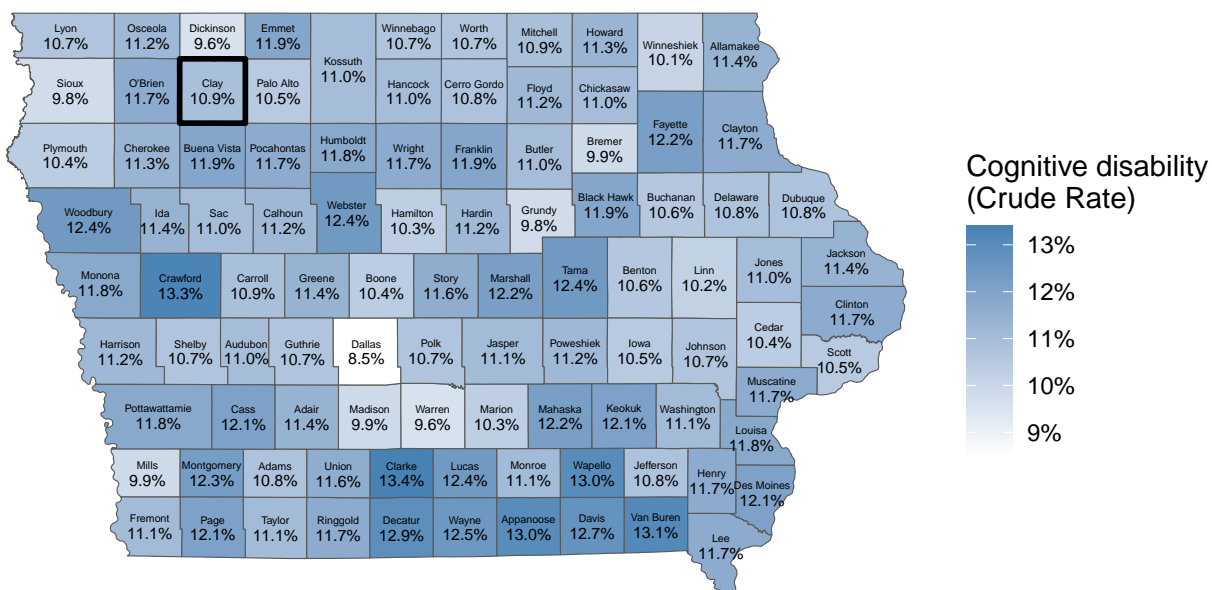 Lyon
10.7%
Osceola
11.2%
Dickinson
9.6%
Emmet
11.9%
Kossuth
11.0%
Winnebago
10.7%
Worth
10.7%
Mitchell
10.9%
Howard
11.3%
Winneshiek
10.1%
Allamakee
11.4%
Sioux
9.8%
O'Brien
11.7%
Clay
10.9%
Palo Alto
10.5%
Hancock
11.0%
Cerro Gordo
10.8%
Floyd
11.2%
Chickasaw
11.0%
Fayette
12.2%
Clayton
11.7%
Plymouth
10.4%
Cherokee
11.3%
Buena Vista
11.9%
Pocahontas
11.7%
Humboldt
11.8%
Wright
11.7%
Franklin
11.9%
Butler
11.0%
Bremer
9.9%
Woodbury
12.4%
Ida
11.4%
Sac
11.0%
Calhoun
11.2%
Webster
12.4%
Hamilton
10.3%
Hardin
11.2%
Grundy
9.8%
Black Hawk
11.9%
Buchanan
10.6%
Delaware
10.8%
Dubuque
10.8%
Monona
11.8%
Crawford
13.3%
Carroll
10.9%
Greene
11.4%
Boone
10.4%
Story
11.6%
Marshall
12.2%
Tama
12.4%
Benton
10.6%
Linn
10.2%
Jones
11.0%
Jackson
11.4%
Clinton
11.7%
Harrison
11.2%
Shelby
10.7%
Audubon
11.0%
Guthrie
10.7%
Dallas
8.5%
Polk
10.7%
Jasper
11.1%
Poweshiek
11.2%
Iowa
10.5%
Johnson
10.7%
Cedar
10.4%
Scott
10.5%
Muscatine
11.7%
Pottawattamie
11.8%
Cass
12.1%
Adair
11.4%
Madison
9.9%
Warren
9.6%
Marion
10.3%
Mahaska
12.2%
Keokuk
12.1%
Washington
11.1%
Louisa
11.8%
Mills
9.9%
Montgomery
12.3%
Adams
10.8%
Union
11.6%
Clarke
13.4%
Lucas
12.4%
Monroe
11.1%
Wapello
13.0%
Jefferson
10.8%
Henry
11.7%
Des Moines
12.1%
Fremont
11.1%
Page
12.1%
Taylor
11.1%
Ringgold
11.7%
Decatur
12.9%
Wayne
12.5%
Appanoose
13.0%
Davis
12.7%
Van Buren
13.1%
Lee
11.7%
Cognitive disability
(Crude Rate)
13%
12%
11%
10%
9%